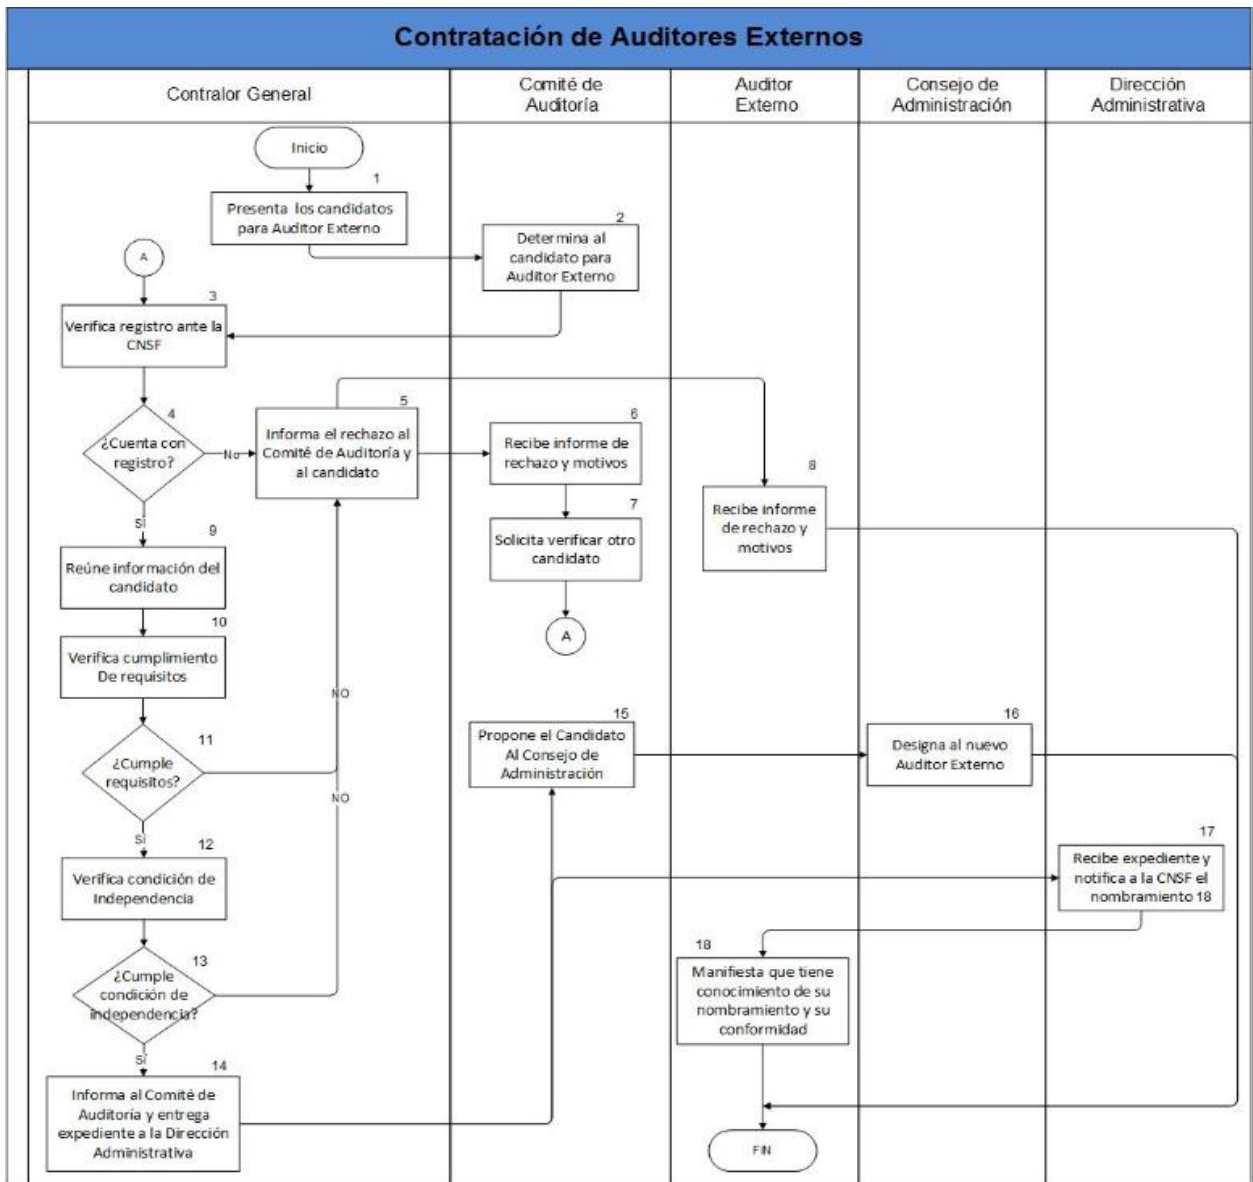 Contratación de Auditores Externos
Contralor General
Comité de
Auditoría
Auditor
Externo
Consejo de
Administración
Dirección
Administrativa
Inicio
1
Presenta los candidatos
para Auditor Externo
2
Determina al
candidato para
Auditor Externo
A
3
Verifica registro ante la
CNSF
4
¿Cuenta con
registro?
No
5
Informa el rechazo al
Comité de Auditoría y
al candidato
6
Recibe informe de
rechazo y motivos
7
Solicita verificar otro
candidato
A
8
Recibe informe
de rechazo y
motivos
SÍ
9
Reúne información del
candidato
10
Verifica cumplimiento
De requisitos
11
¿Cumple
requisitos?
NO
SÍ
12
Verifica condición de
Independencia
13
¿Cumple
condición de
independencia?
NO
SÍ
14
Informa al Comité de
Auditoría y entrega
expediente a la Dirección
Administrativa
15
Propone el Candidato
Al Consejo de
Administración
16
Designa al nuevo
Auditor Externo
17
Recibe expediente y
notifica a la CNSF el
nombramiento 18
18
Manifiesta que tiene
conocimiento de su
nombramiento y su
conformidad
FIN